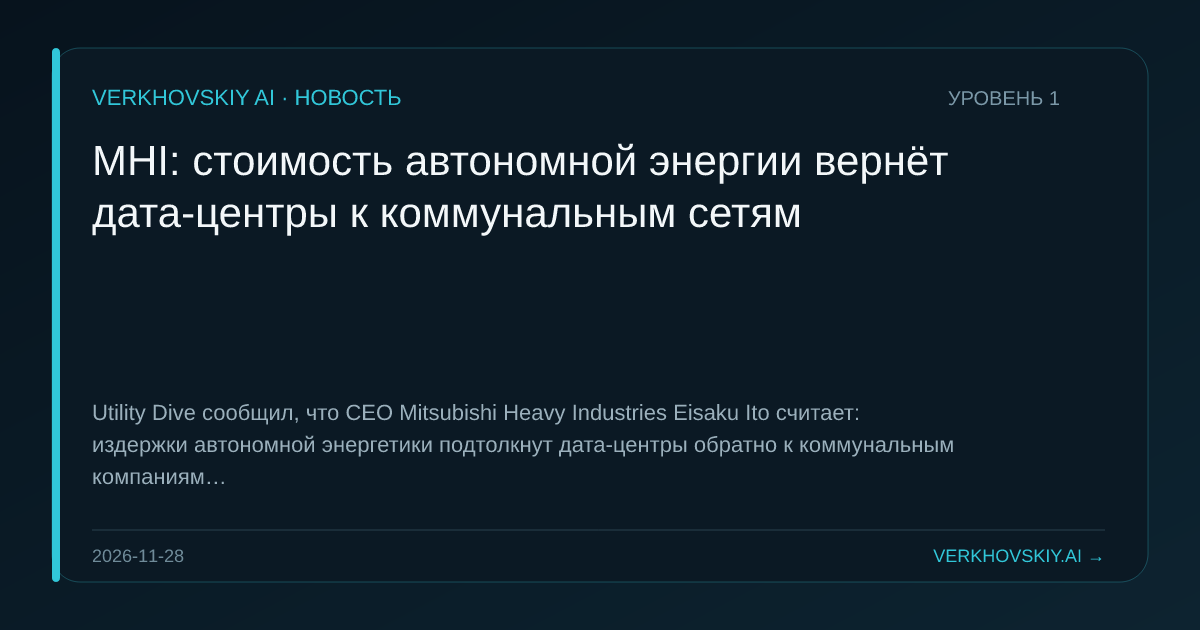 VERKHOVSKIY AI · НОВОСТЬ
УРОВЕНЬ 1
MHI: стоимость автономной энергии вернёт
дата-центры к коммунальным сетям
Utility Dive сообщил, что CEO Mitsubishi Heavy Industries Eisaku Ito считает:
издержки автономной энергетики подтолкнут дата-центры обратно к коммунальным
компаниям…
2026-11-28
VERKHOVSKIY.AI →